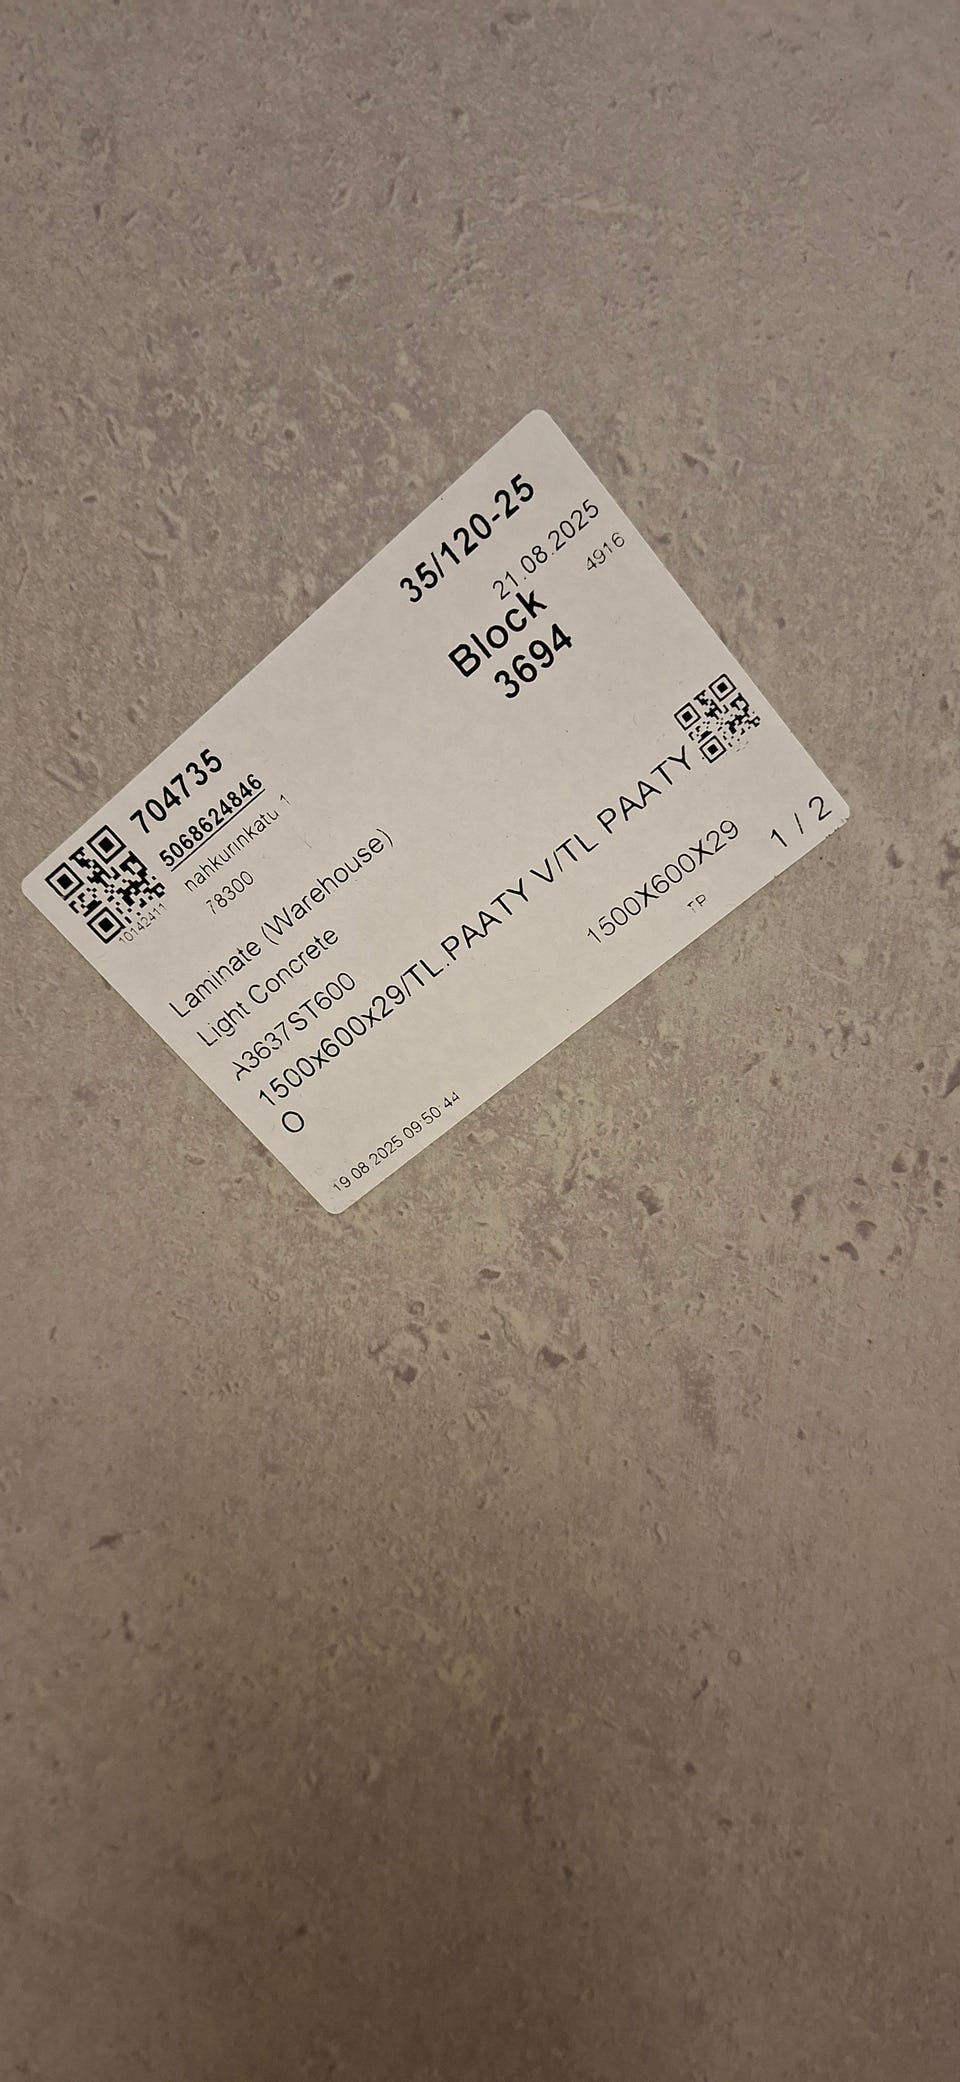 704735
5068624846
nahkurinkatu 1
78300
10142411
35/120-25
21.08.2025
4916
Block
3694
Laminate (Warehouse)
Light Concrete
A3637ST600
1500x600x29/TL.PAATY V/TL PAATY
O
1500X600X29
1 / 2
19.08.2025 09:50:44